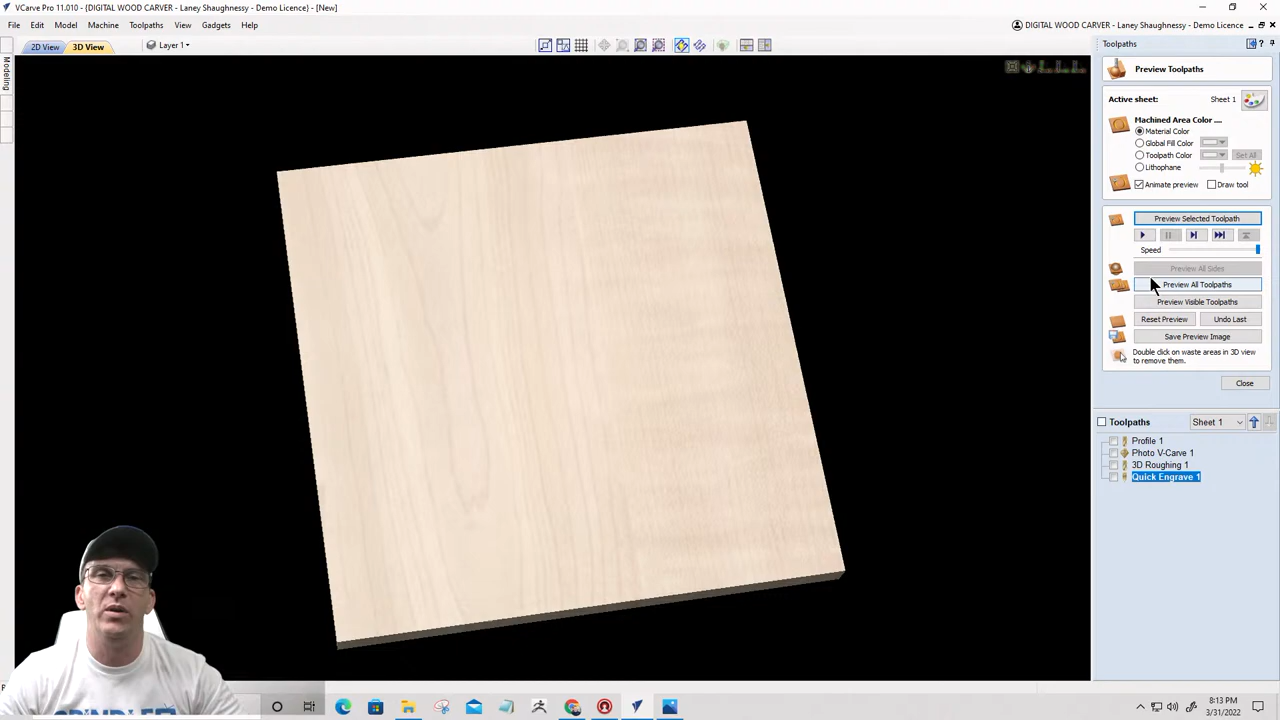 VCarve Pro 11.010 - {DIGITAL WOOD CARVER - Laney Shaughnessy - Demo Licence} - [New]
File Edit Model Machine Toolpaths View Gadgets Help
DIGITAL WOOD CARVER - Laney Shaughnessy - Demo Licence
2D View 3D View Layer 1
Modeling
Toolpaths
Preview Toolpaths
Active sheet: Sheet 1
Machined Area Color ....
Material Color
Global Fill Color
Toolpath Color Set All
Lithophane
Animate preview Draw tool
Preview Selected Toolpath
Speed
Preview All Sides
Preview All Toolpaths
Preview Visible Toolpaths
Reset Preview Undo Last
Save Preview Image
Double click on waste areas in 3D view
to remove them.
Close
Toolpaths Sheet 1
Profile 1
Photo V-Carve 1
3D Roughing 1
Quick Engrave 1
8:13 PM
3/31/2022